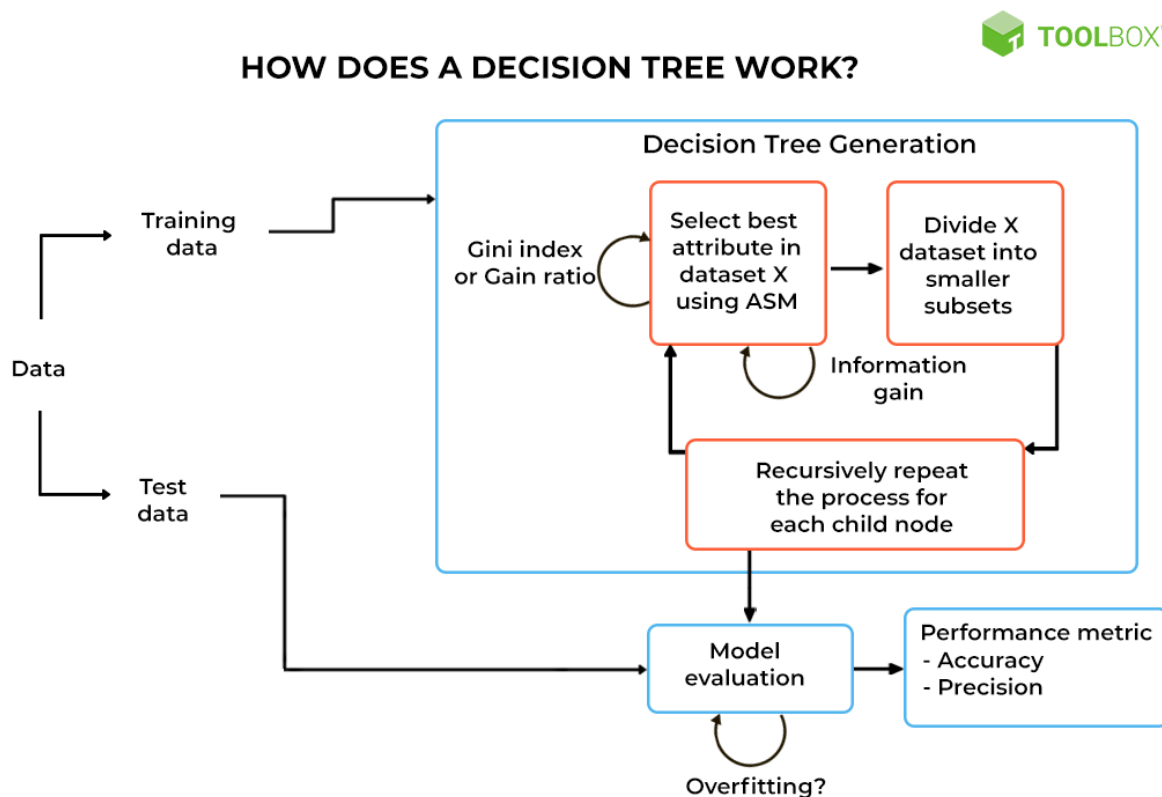 TOOLBOX
HOW DOES A DECISION TREE WORK?
Decision Tree Generation
Training
data
Gini index
or Gain ratio
Select best
attribute in
dataset X
using ASM
Divide X
dataset into
smaller
subsets
Data
Information
gain
Test
data
Recursively repeat
the process for
each child node
Model
evaluation
Performance metric
- Accuracy
- Precision
Overfitting?